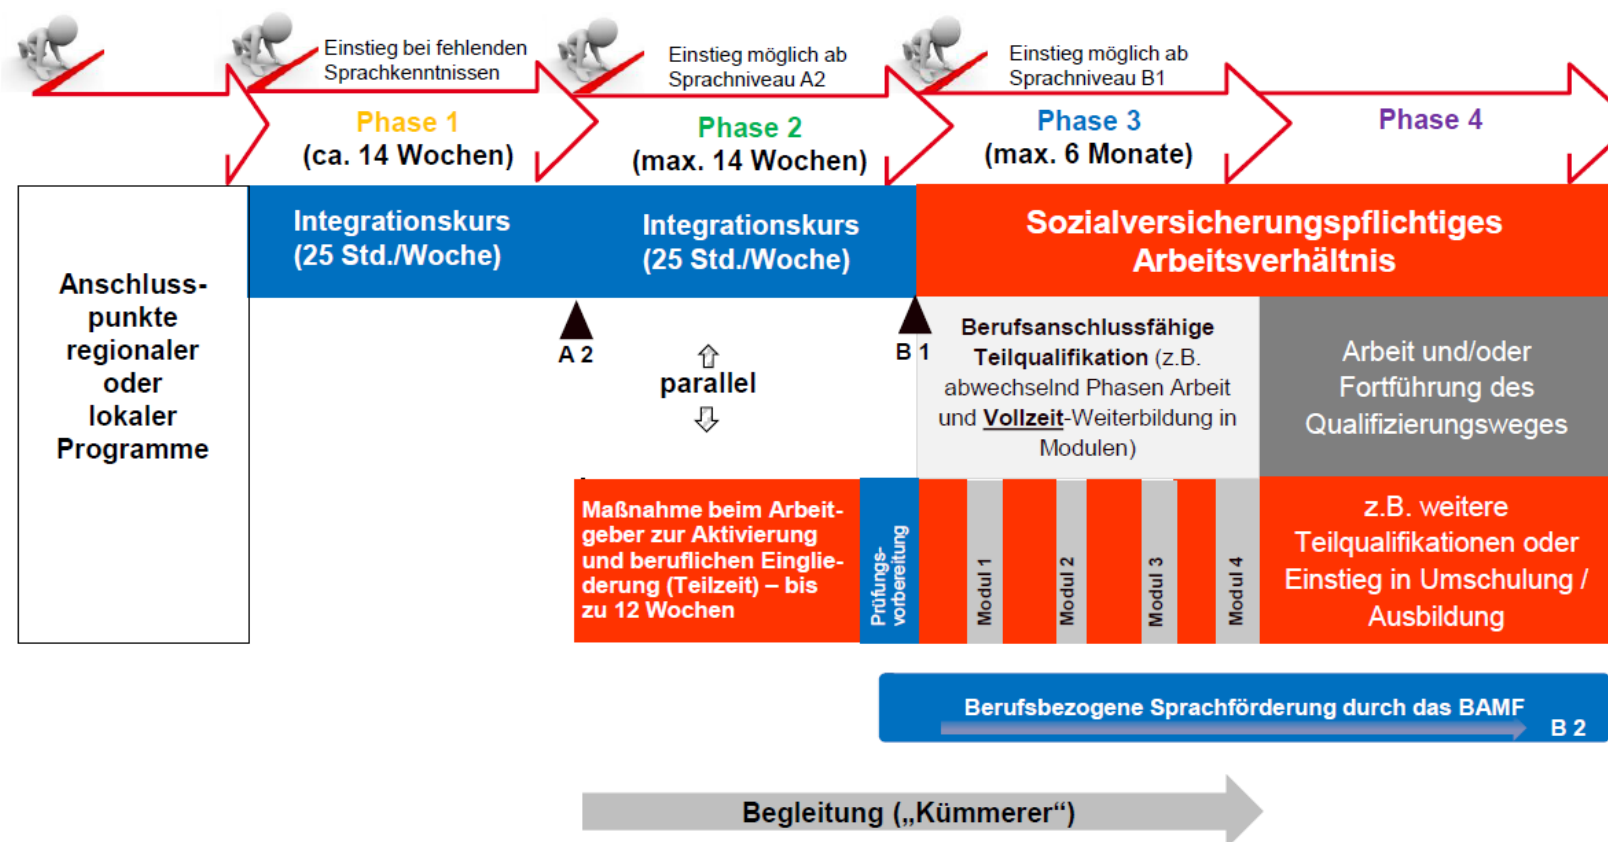 Einstieg bei fehlenden
Sprachkenntnissen
Einstieg möglich ab
Sprachniveau A2
Einstieg möglich ab
Sprachniveau B1
Phase 1
(ca. 14 Wochen)
Phase 2
(max. 14 Wochen)
Phase 3
(max. 6 Monate)
Phase 4
Anschluss-
punkte
regionaler
oder
lokaler
Programme
Integrationskurs
(25 Std./Woche)
Integrationskurs
(25 Std./Woche)
Sozialversicherungspflichtiges
Arbeitsverhältnis
A 2
parallel
B 1
Berufsanschlussfähige
Teilqualifikation (z.B.
abwechselnd Phasen Arbeit
und Vollzeit-Weiterbildung in
Modulen)
Arbeit und/oder
Fortführung des
Qualifizierungsweges
Maßnahme beim Arbeit-
geber zur Aktivierung
und beruflichen Einglie-
derung (Teilzeit) – bis
zu 12 Wochen
Prüfungs-
vorbereitung
Modul 1
Modul 2
Modul 3
Modul 4
z.B. weitere
Teilqualifikationen oder
Einstieg in Umschulung /
Ausbildung
Berufsbezogene Sprachförderung durch das BAMF
B 2
Begleitung („Kümmerer“)